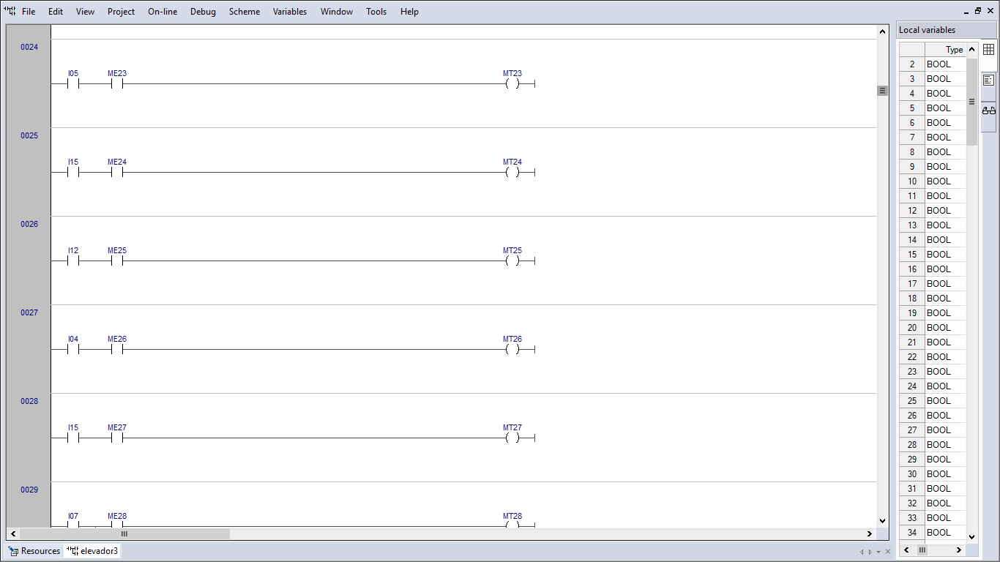 File Edit View Project On-line Debug Scheme Variables Window Tools Help
Local variables
Type
0024
I05 ME23 MT23
0025
I15 ME24 MT24
0026
I12 ME25 MT25
0027
I04 ME26 MT26
0028
I15 ME27 MT27
0029
I07 ME28 MT28
2 BOOL
3 BOOL
4 BOOL
5 BOOL
6 BOOL
7 BOOL
8 BOOL
9 BOOL
10 BOOL
11 BOOL
12 BOOL
13 BOOL
14 BOOL
15 BOOL
16 BOOL
17 BOOL
18 BOOL
19 BOOL
20 BOOL
21 BOOL
22 BOOL
23 BOOL
24 BOOL
25 BOOL
26 BOOL
27 BOOL
28 BOOL
29 BOOL
30 BOOL
31 BOOL
32 BOOL
33 BOOL
34 BOOL
Resources elevador3